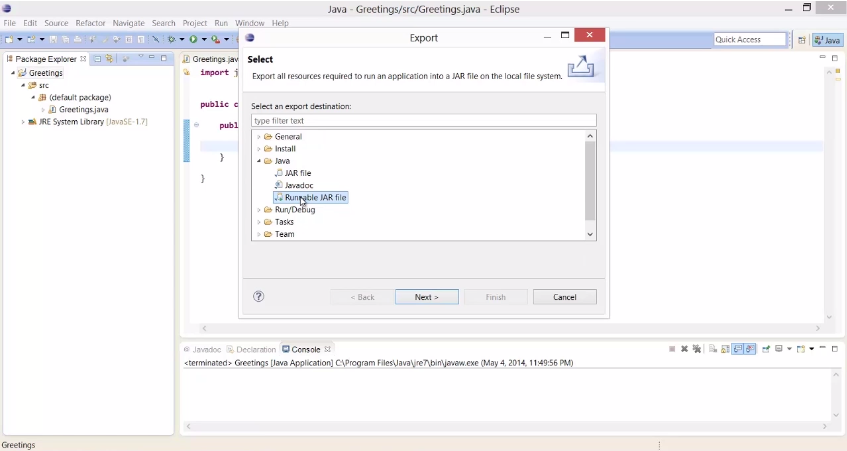 Java - Greetings/src/Greetings.java - Eclipse
File Edit Source Refactor Navigate Search Project Run Window Help
Quick Access
Java
Package Explorer
Greetings
src
(default package)
Greetings.java
JRE System Library [JavaSE-1.7]
Greetings.jav
import j
public c
publ
}
}
Export
Select
Export all resources required to run an application into a JAR file on the local file system.
Select an export destination:
type filter text
General
Install
Java
JAR file
Javadoc
Runnable JAR file
Run/Debug
Tasks
Team
< Back
Next >
Finish
Cancel
Javadoc Declaration Console
<terminated> Greetings [Java Application] C:\Program Files\Java\jre7\bin\javaw.exe (May 4, 2014, 11:49:56 PM)
Greetings